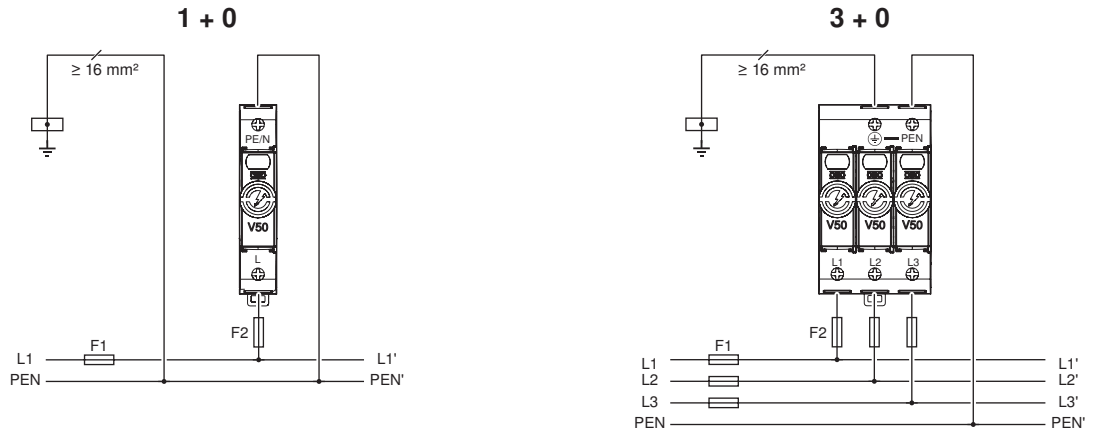 1 + 0
≥ 16 mm²
PE/N
V50
L
F2
F1
L1
L1'
PEN
PEN'
3 + 0
≥ 16 mm²
PEN
V50 V50 V50
L1 L2 L3
F2
F1
L1
L1'
L2
L2'
L3
L3'
PEN
PEN'